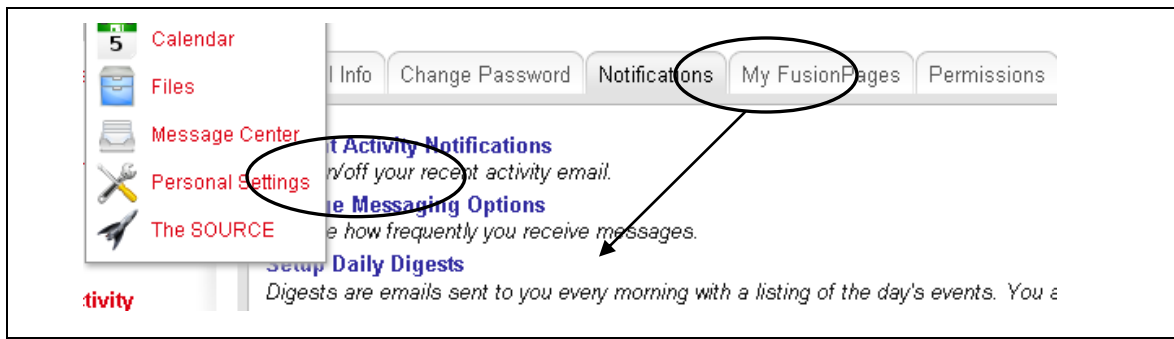 5 Calendar
Files
Message Center
Personal Settings
The SOURCE
tivity
l Info Change Password Notifications My FusionPages Permissions
t Activity Notifications
n/off your recent activity email.
e Messaging Options
e how frequently you receive messages.
Setup Daily Digests
Digests are emails sent to you every morning with a listing of the day's events. You a